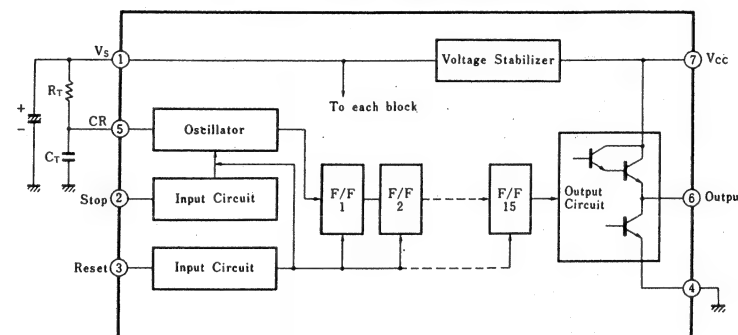 Vs
1
Voltage Stabilizer
7
Vcc
RT
+
-
To each block
CR
5
Oscillator
CT
Stop
2
Input Circuit
F/F
1
F/F
2
F/F
15
Output
Circuit
6
Outpu
Reset
3
Input Circuit
4